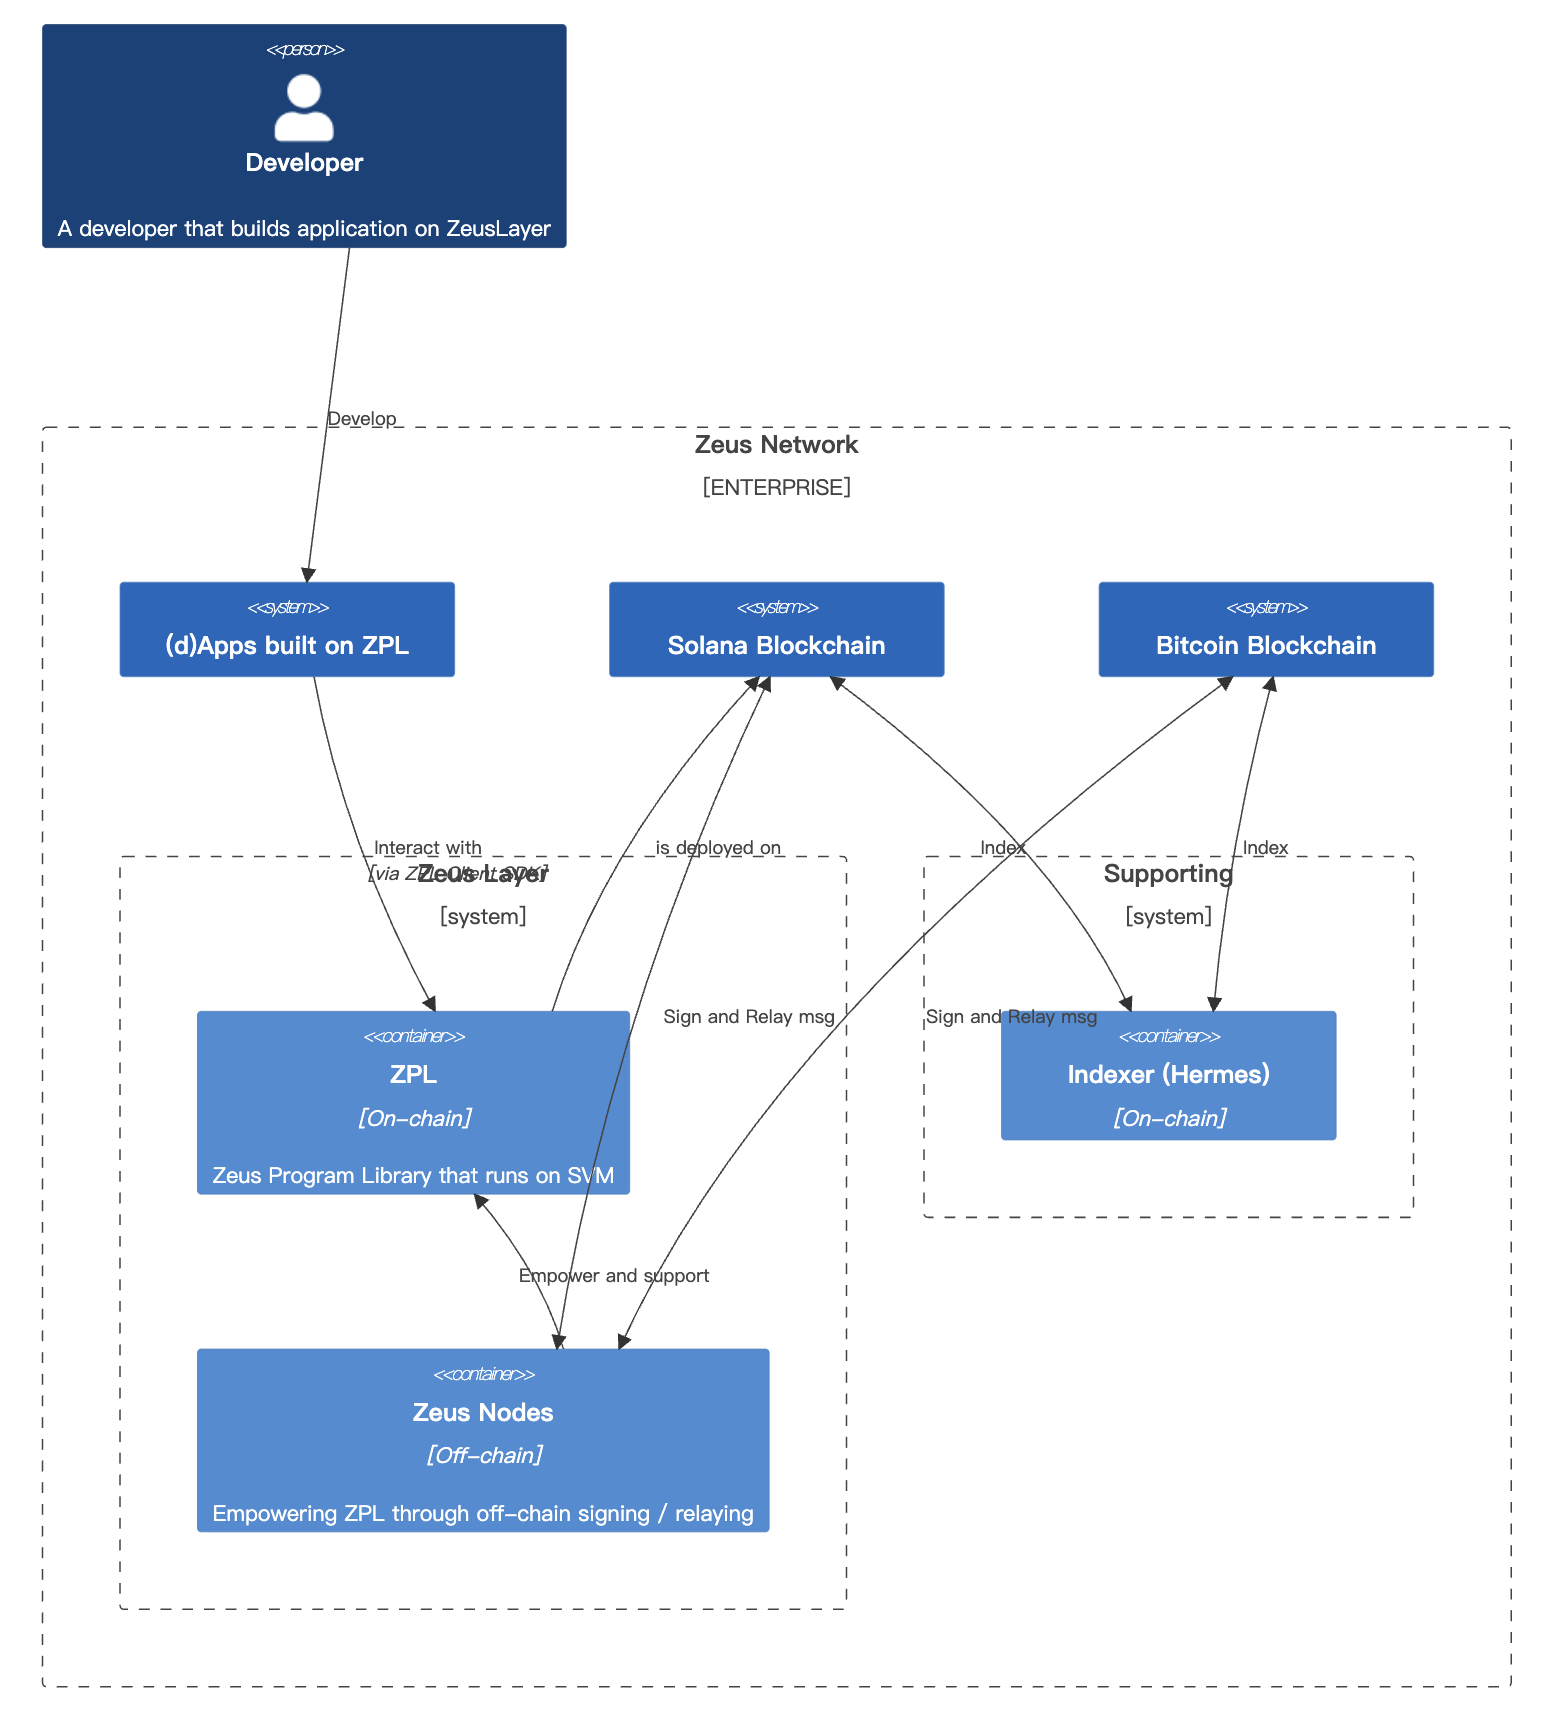 <<person>>
Developer
A developer that builds application on ZeusLayer
Develop
Zeus Network
[ENTERPRISE]
<<system>>
(d)Apps built on ZPL
<<system>>
Solana Blockchain
<<system>>
Bitcoin Blockchain
Interact with
[via ZPL Client SDK]
is deployed on
Index
Index
Zeus Layer
[system]
Supporting
[system]
Sign and Relay msg
Sign and Relay msg
<<container>>
ZPL
[On-chain]
Zeus Program Library that runs on SVM
<<container>>
Indexer (Hermes)
[On-chain]
Empower and support
<<container>>
Zeus Nodes
[Off-chain]
Empowering ZPL through off-chain signing / relaying